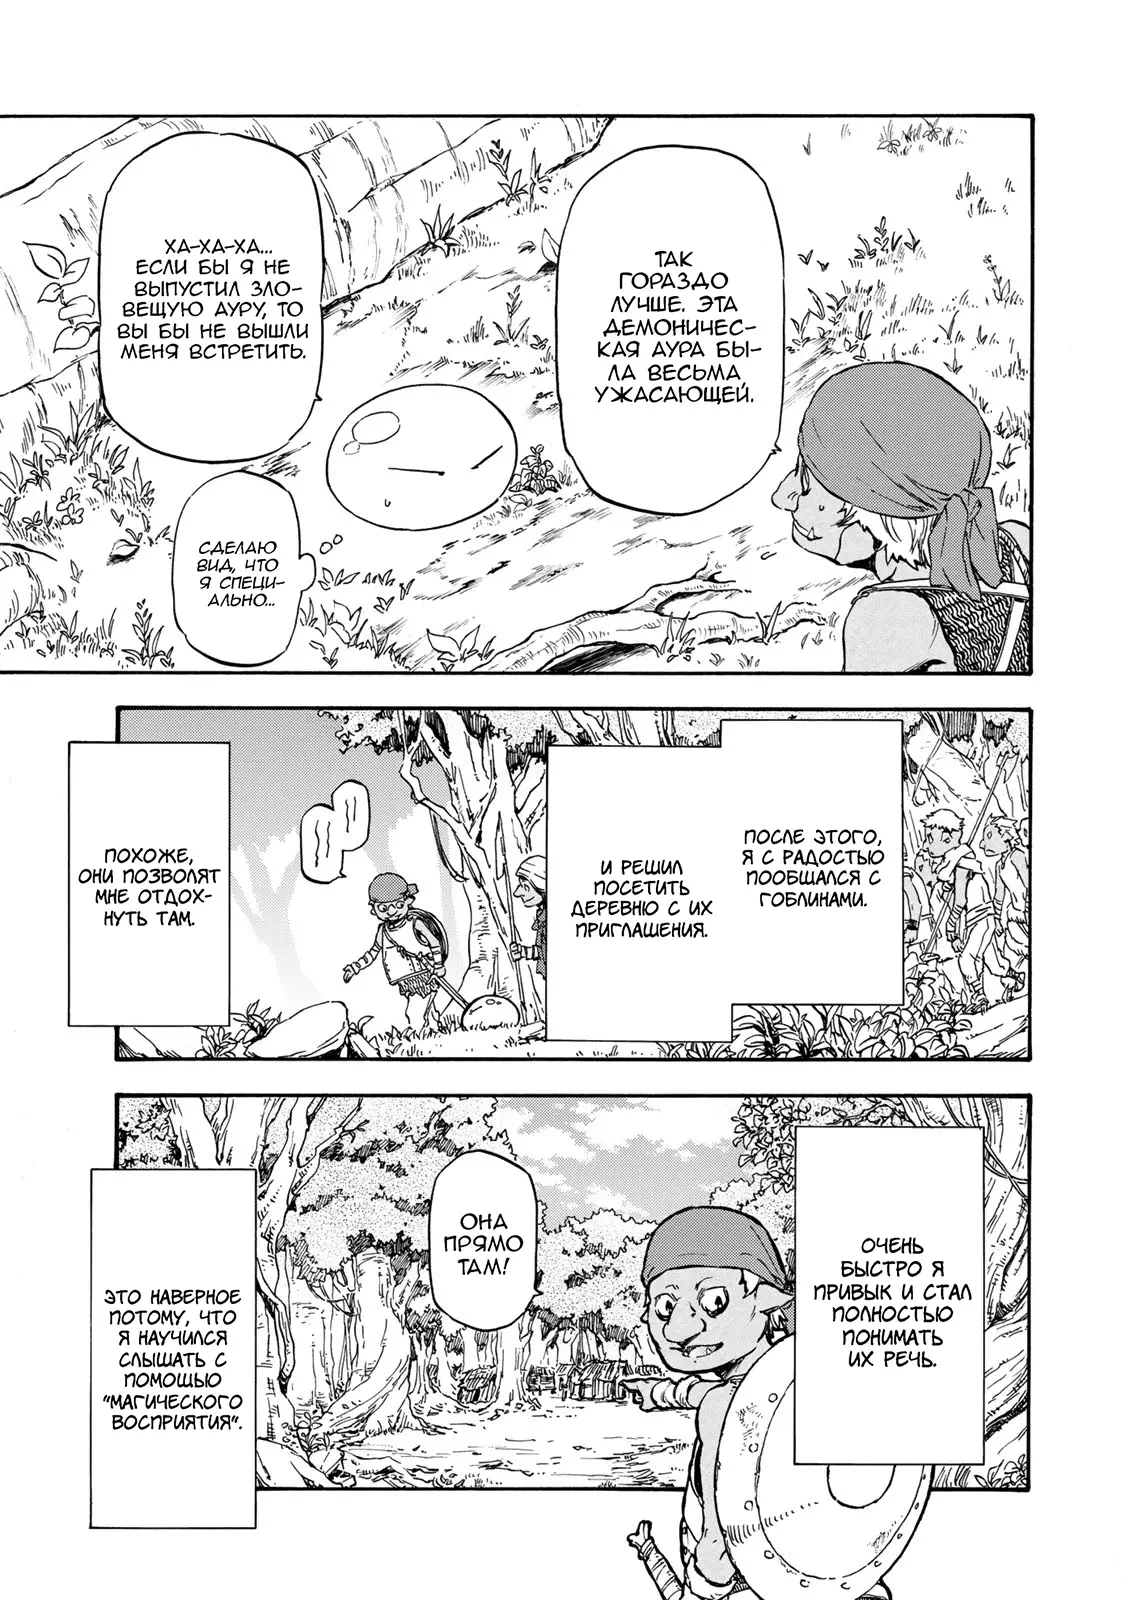 ТАК
ГОРАЗДО
ЛУЧШЕ. ЭТА
ДЕМОНИЧЕС-
КАЯ АУРА БЫ-
ЛА ВЕСЬМА
УЖАСАЮЩЕЙ.
ХА-ХА-ХА...
ЕСЛИ БЫ Я НЕ
ВЫПУСТИЛ ЗЛО-
ВЕЩУЮ АУРУ, ТО
ВЫ БЫ НЕ ВЫШЛИ
МЕНЯ ВСТРЕТИТЬ.
СДЕЛАЮ
ВИД, ЧТО
Я СПЕЦИ-
АЛЬНО...
ПОСЛЕ ЭТОГО,
Я С РАДОСТЬЮ
ПООБЩАЛСЯ С
ГОБЛИНАМИ.
И РЕШИЛ
ПОСЕТИТЬ
ДЕРЕВНЮ С ИХ
ПРИГЛАШЕНИЯ.
ПОХОЖЕ,
ОНИ ПОЗВОЛЯТ
МНЕ ОТДОХ-
НУТЬ ТАМ.
ОЧЕНЬ
БЫСТРО Я
ПРИВЫК И СТАЛ
ПОЛНОСТЬЮ
ПОНИМАТЬ
ИХ РЕЧЬ.
ОНА
ПРЯМО
ТАМ!
ЭТО НАВЕРНОЕ
ПОТОМУ, ЧТО
Я НАУЧИЛСЯ
СЛЫШАТЬ С
ПОМОЩЬЮ
"МАГИЧЕСКОГО
ВОСПРИЯТИЯ".